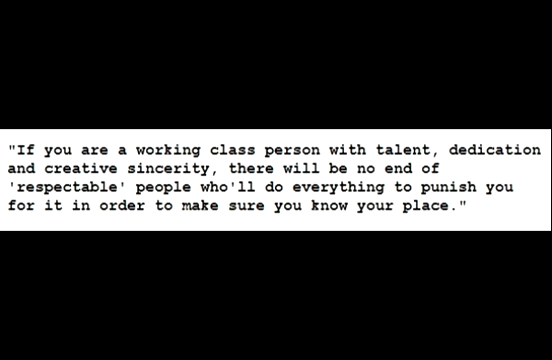 "If you are a working class person with talent, dedication
and creative sincerity, there will be no end of
'respectable' people who'll do everything to punish you
for it in order to make sure you know your place."